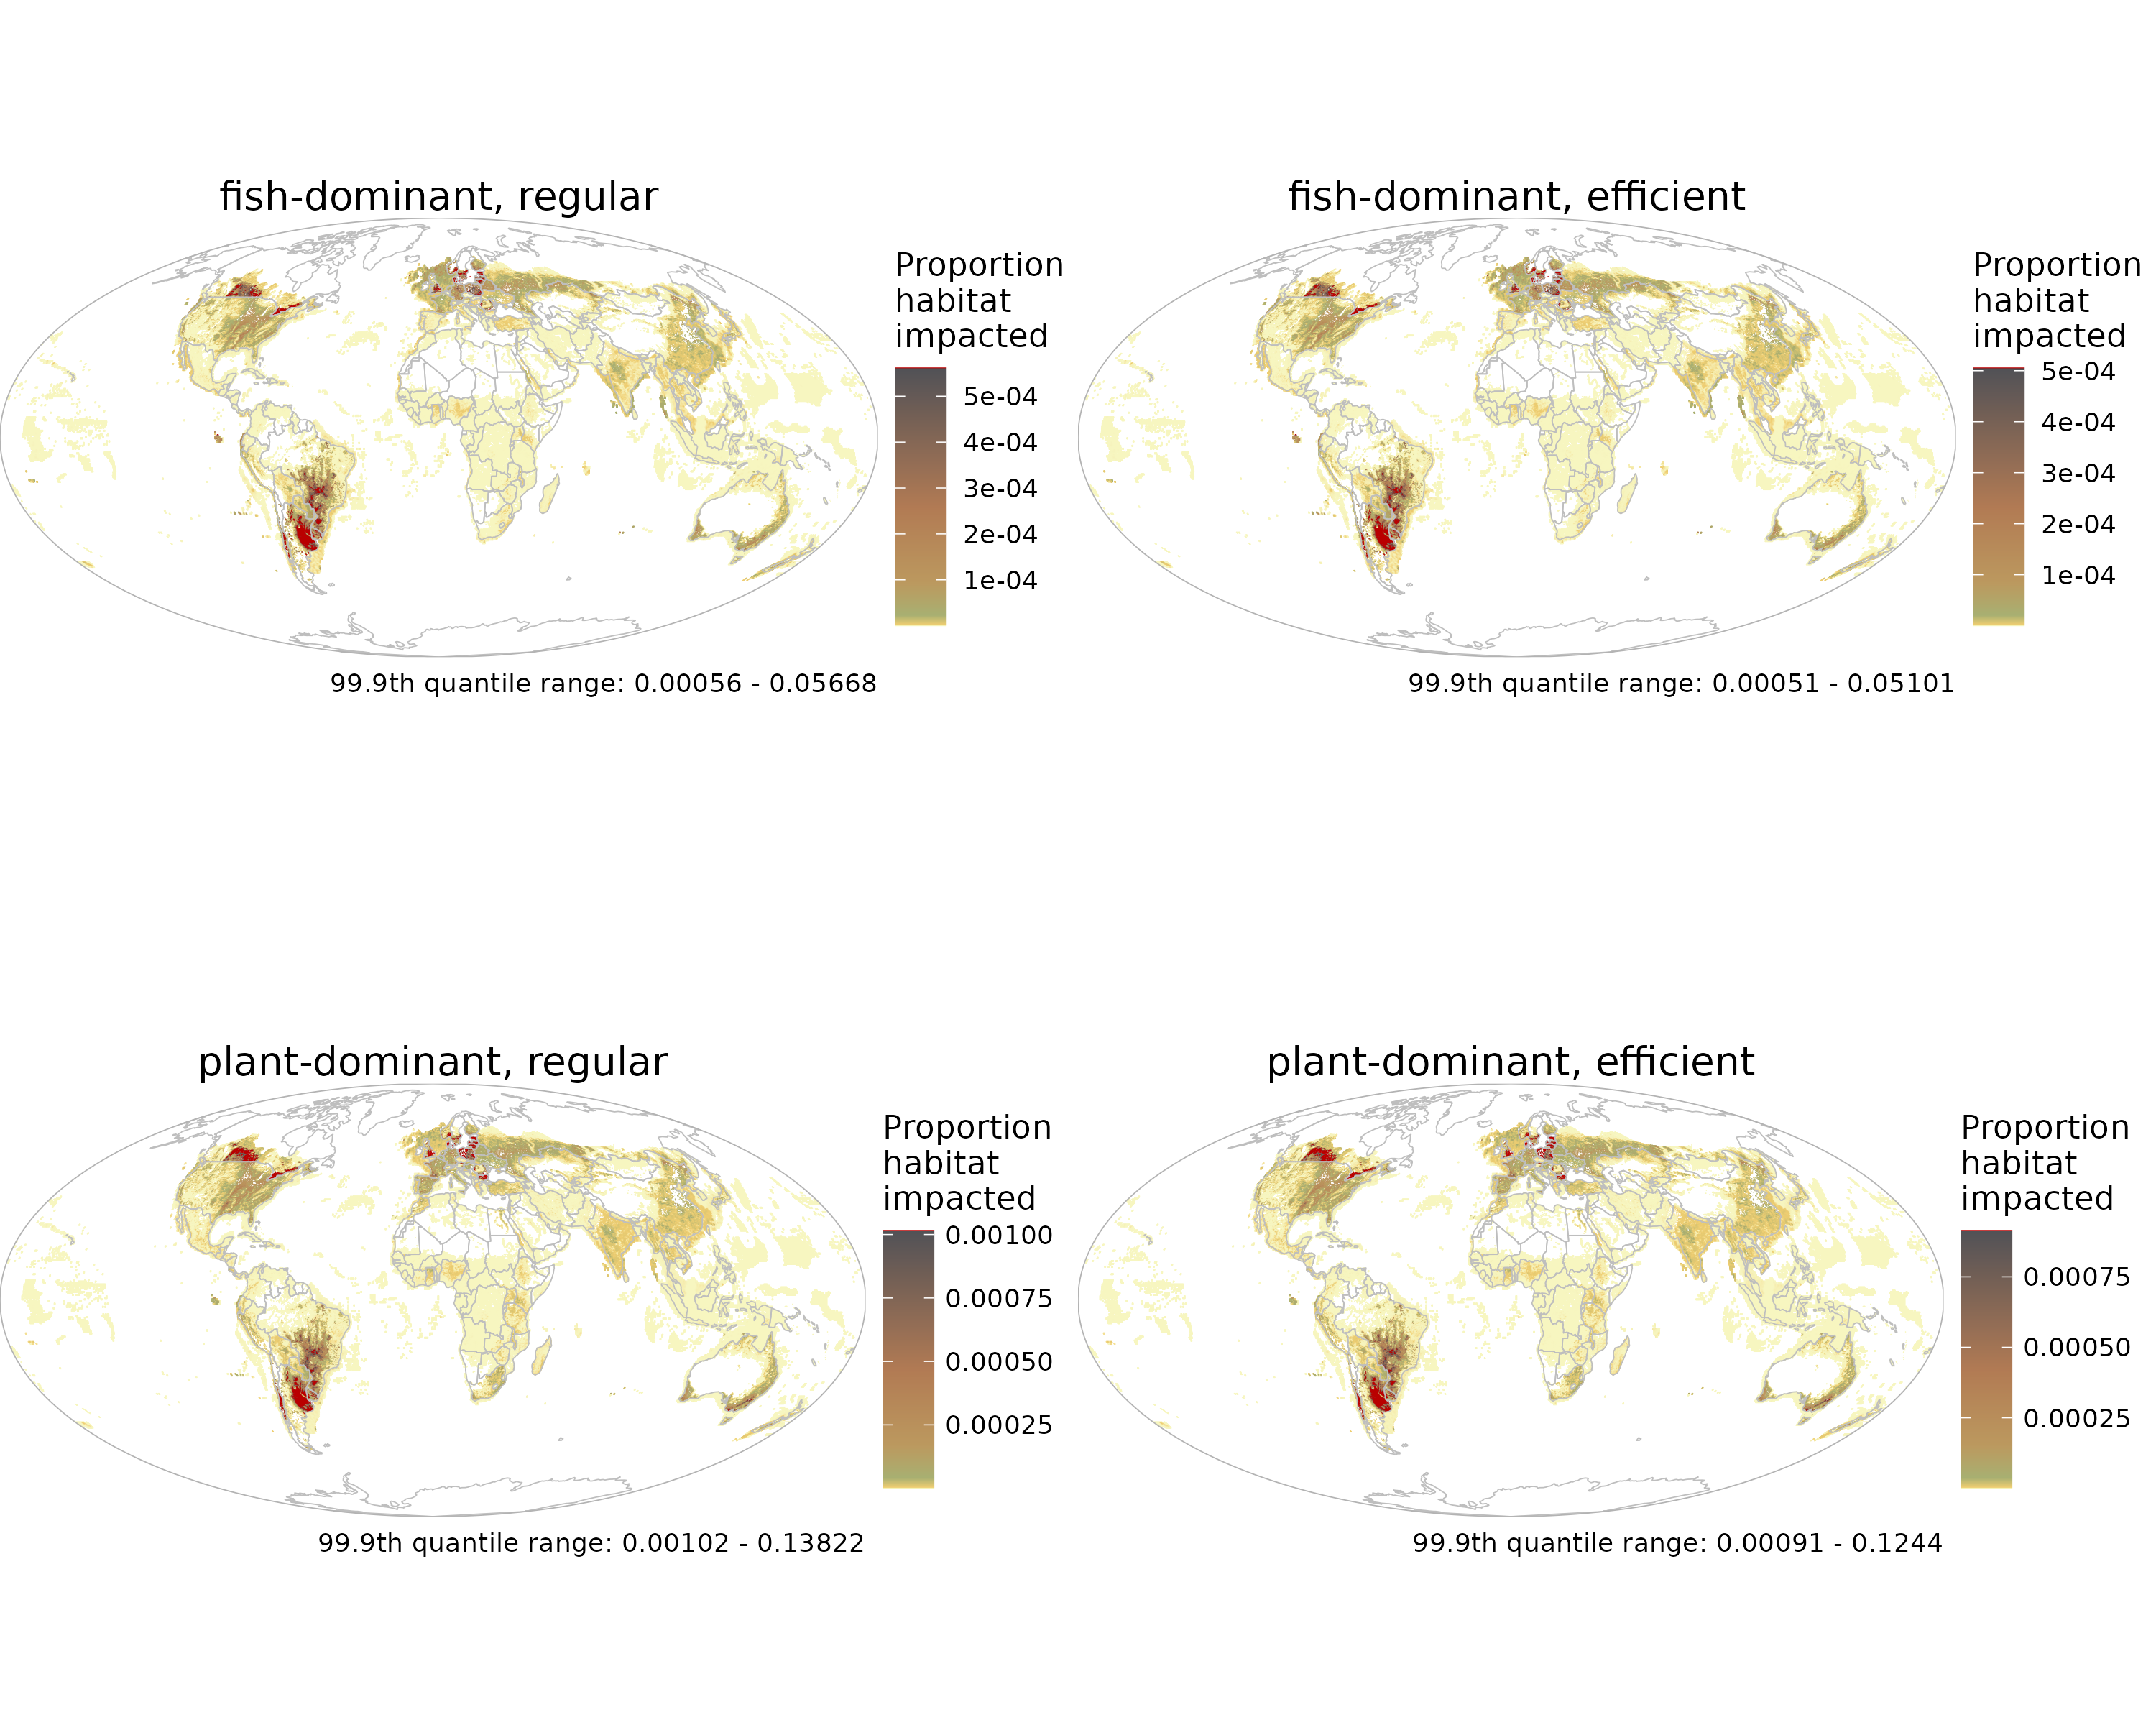 fish-dominant, regular
Proportion
habitat
impacted
5e-04
4e-04
3e-04
2e-04
1e-04
99.9th quantile range: 0.00056 - 0.05668
fish-dominant, efficient
Proportion
habitat
impacted
5e-04
4e-04
3e-04
2e-04
1e-04
99.9th quantile range: 0.00051 - 0.05101
plant-dominant, regular
Proportion
habitat
impacted
0.00100
0.00075
0.00050
0.00025
99.9th quantile range: 0.00102 - 0.13822
plant-dominant, efficient
Proportion
habitat
impacted
0.00075
0.00050
0.00025
99.9th quantile range: 0.00091 - 0.1244